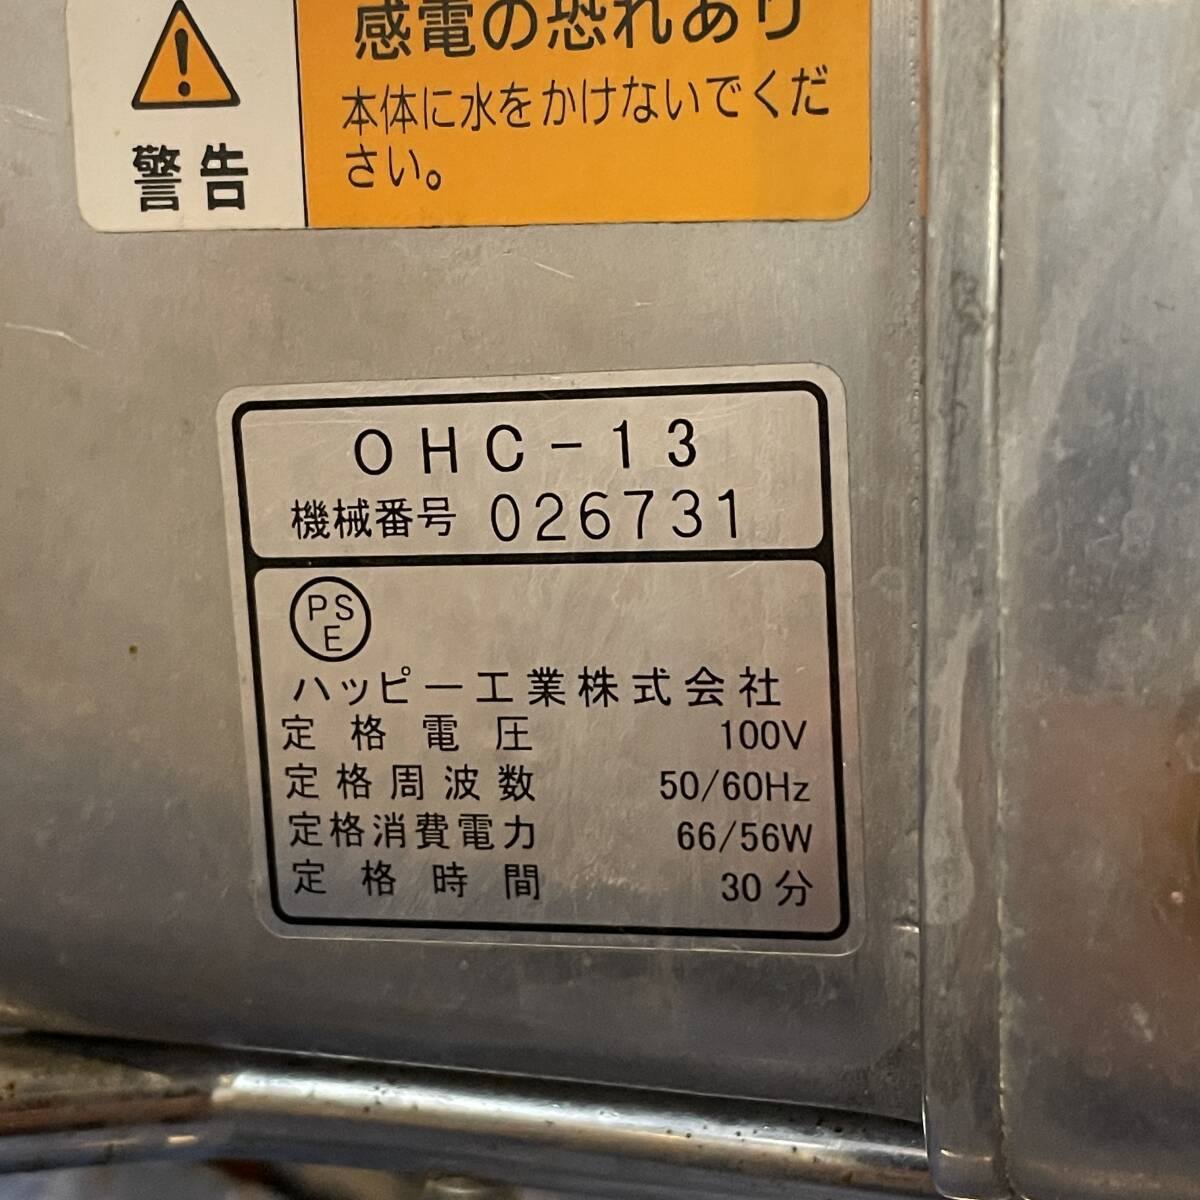 感電の恐れあり
本体に水をかけないでくだ
さい。
警告
OHC-13
機械番号 026731
PS
E
ハッピー工業株式会社
定格電圧 100V
定格周波数 50/60Hz
定格消費電力 66/56W
定格時間 30分